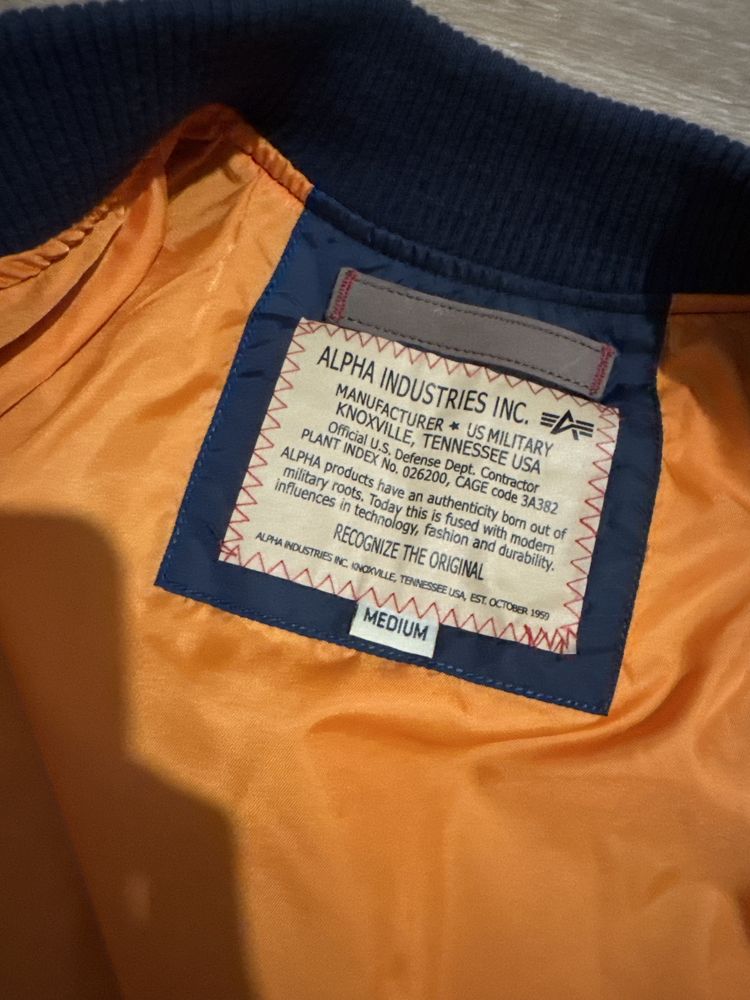 ALPHA INDUSTRIES INC.
MANUFACTURER ★ US MILITARY
KNOXVILLE, TENNESSEE USA
Official U.S. Defense Dept. Contractor
PLANT INDEX No. 026200, CAGE code 3A382
ALPHA products have an authenticity born out of
military roots. Today this is fused with modern
influences in technology, fashion and durability.
RECOGNIZE THE ORIGINAL
ALPHA INDUSTRIES INC. KNOXVILLE, TENNESSEE USA, EST. OCTOBER 1959
MEDIUM